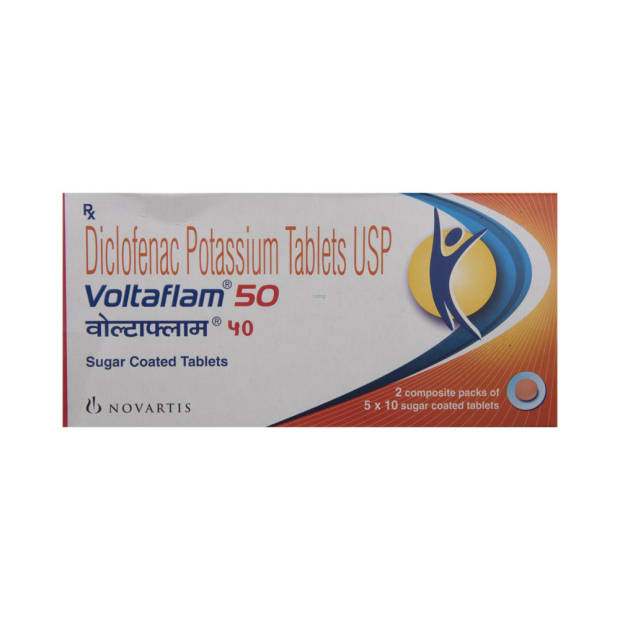 Rx
Diclofenac Potassium Tablets USP
Voltaflam® 50
वोल्टाफ्लाम® ५०
Sugar Coated Tablets
NOVARTIS
2 composite packs of
5 x 10 sugar coated tablets